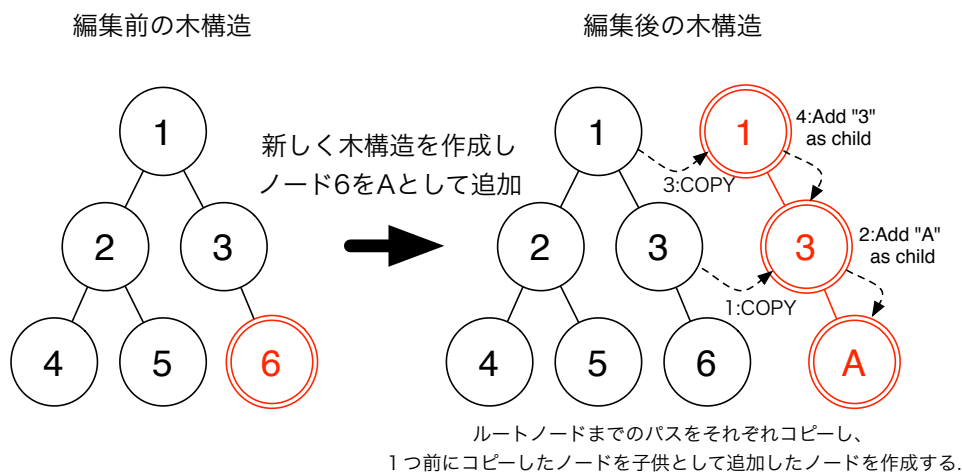 編集前の木構造
編集後の木構造
1
2
3
4
5
6
新しく木構造を作成し
ノード6をAとして追加
1
2
3
4
5
6
1
3
A
4:Add "3"
as child
3:COPY
2:Add "A"
as child
1:COPY
ルートノードまでのパスをそれぞれコピーし、
１つ前にコピーしたノードを子供として追加したノードを作成する.